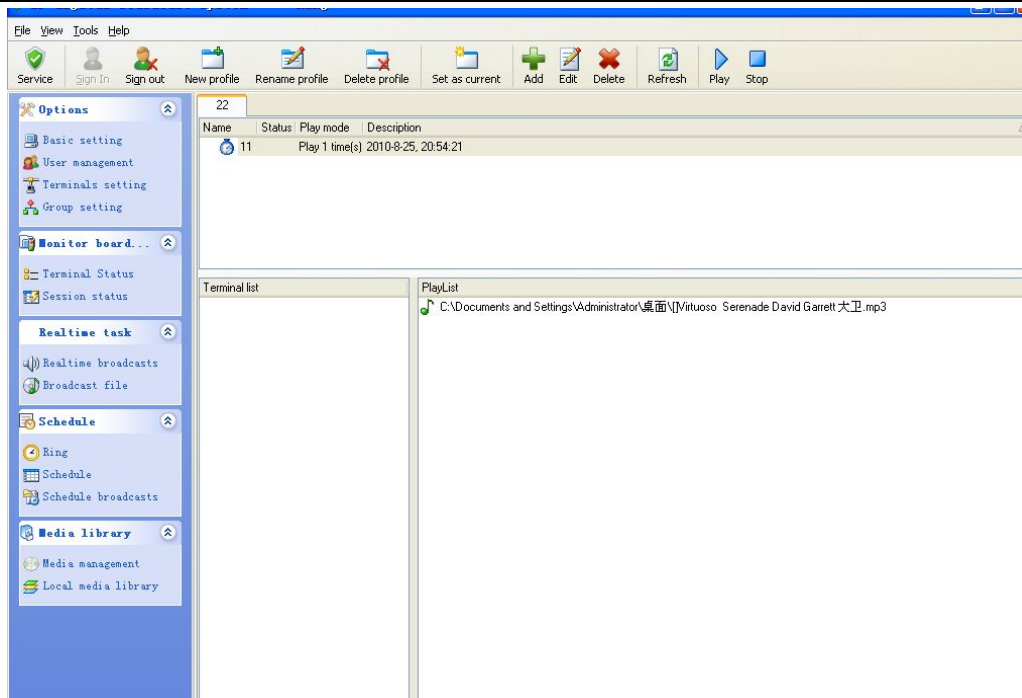 File View Tools Help
Service Sign In Sign out New profile Rename profile Delete profile Set as current Add Edit Delete Refresh Play Stop
Options
Basic setting
User management
Terminals setting
Group setting
Monitor board...
Terminal Status
Session status
Realtime task
Realtime broadcasts
Broadcast file
Schedule
Ring
Schedule
Schedule broadcasts
Media library
Media management
Local media library
22
Name Status Play mode Description
11 Play 1 time(s) 2010-8-25, 20:54:21
Terminal list
PlayList
C:\Documents and Settings\Administrator\桌面\[]Virtuoso Serenade David Garrett 大卫.mp3